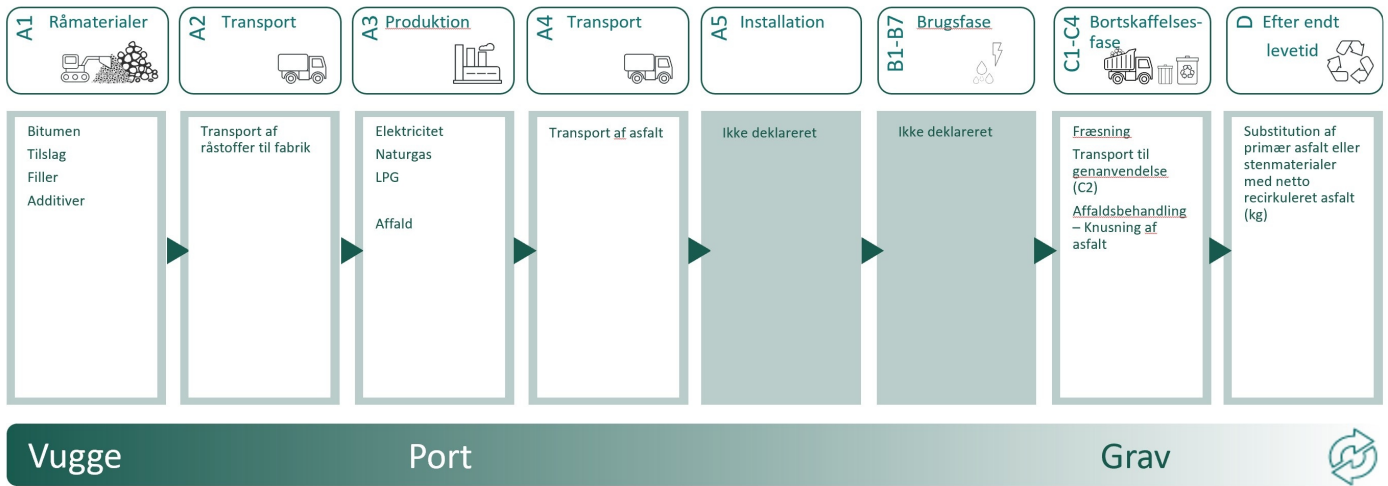 A1 Råmaterialer
A2 Transport
A3 Produktion
A4 Transport
A5 Installation
B1-B7 Brugsfase
C1-C4 Bortskaffelses-
fase
D Efter endt
levetid
Bitumen
Tilslag
Filler
Additiver
Transport af
råstoffer til fabrik
Elektricitet
Naturgas
LPG
Affald
Transport af asfalt
Ikke deklareret
Ikke deklareret
Fræsning
Transport til
genanvendelse
(C2)
Affaldsbehandling
– Knusning af
asfalt
Substitution af
primær asfalt eller
stenmaterialer
med netto
recirkuleret asfalt
(kg)
Vugge
Port
Grav